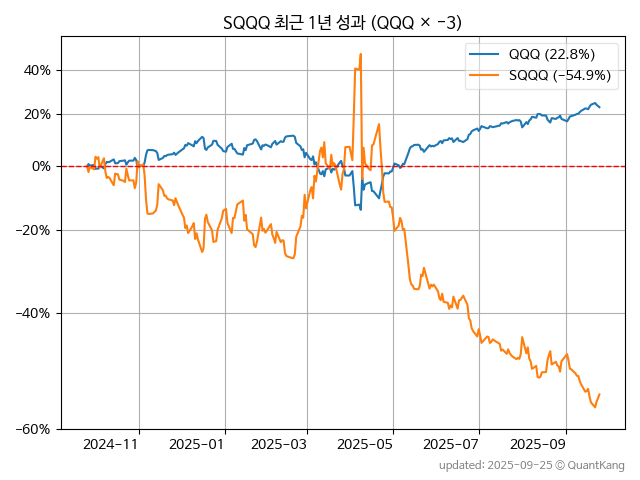 SQQQ 최근 1년 성과 (QQQ × −3)
QQQ (22.8%)
SQQQ (−54.9%)
40%
20%
0%
−20%
−40%
−60%
2024-11 2025-01 2025-03 2025-05 2025-07 2025-09
updated: 2025-09-25 ⓒ QuantKang